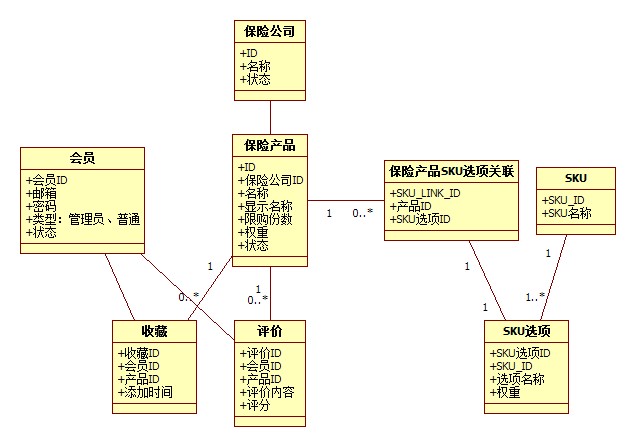 保险公司
+ID
+名称
+状态
保险产品
+ID
+保险公司ID
+名称
+显示名称
+限购份数
+权重
+状态
会员
+会员ID
+邮箱
+密码
+类型：管理员、普通
+状态
保险产品SKU选项关联
+SKU_LINK_ID
+产品ID
+SKU选项ID
SKU
+SKU_ID
+SKU名称
1
0..*
1
0..*
1
0..*
1
1
1
1..*
收藏
+收藏ID
+会员ID
+产品ID
+添加时间
评价
+评价ID
+会员ID
+产品ID
+评价内容
+评分
SKU选项
+SKU选项ID
+SKU_ID
+选项名称
+权重